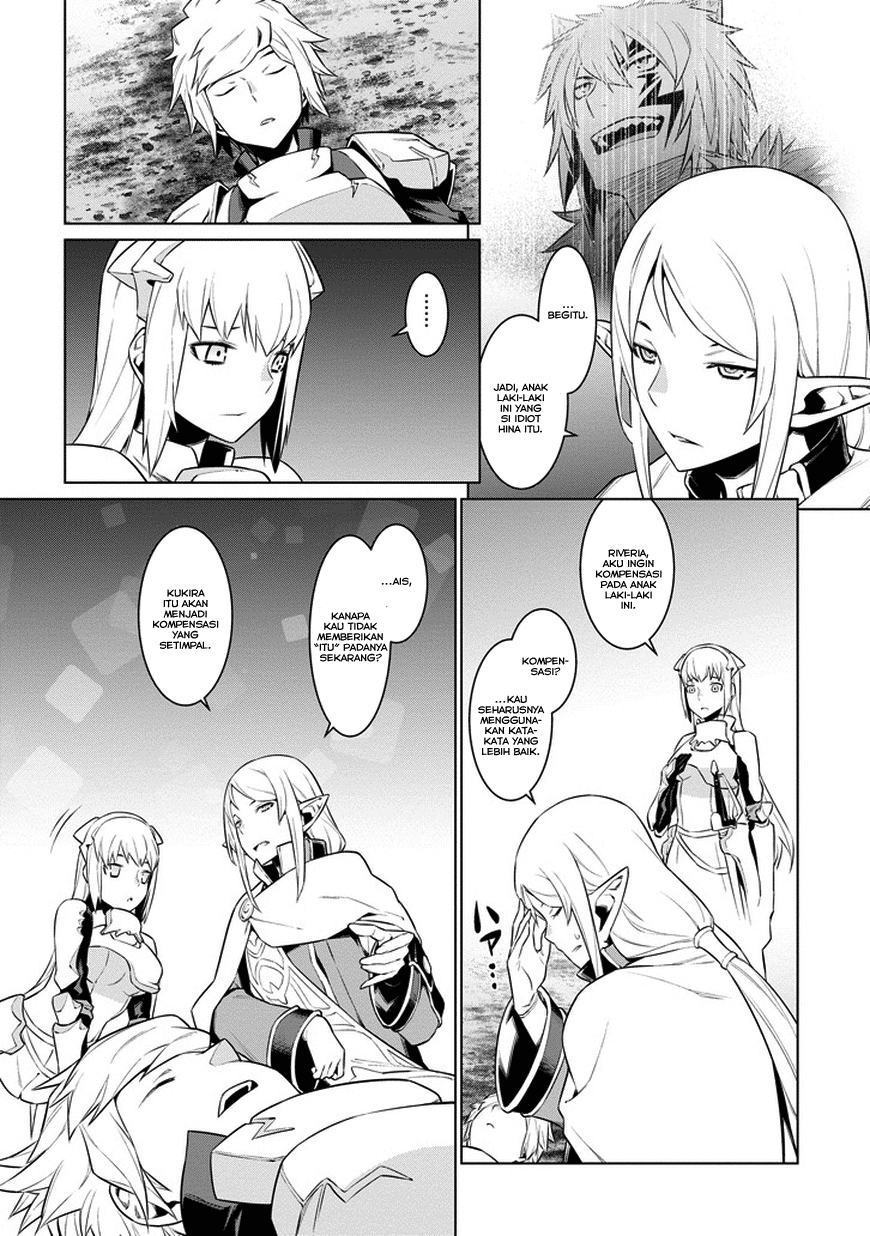 ...
BEGITU.
JADI, ANAK
LAKI-LAKI
INI YANG
SI IDIOT
HINA ITU.
......
RIVERIA,
AKU INGIN
KOMPENSASI
PADA ANAK
LAKI-LAKI
INI.
KOMPEN-
SASI?
...KAU
SEHARUSNYA
MENGGUNA-
KAN KATA-
KATA YANG
LEBIH BAIK.
ハァ…
...AIS,
KANAPA
KAU TIDAK
MEMBERIKAN
"ITU" PADANYA
SEKARANG?
KUKIRA
ITU AKAN
MENJADI
KOMPENSASI
YANG
SETIMPAL.